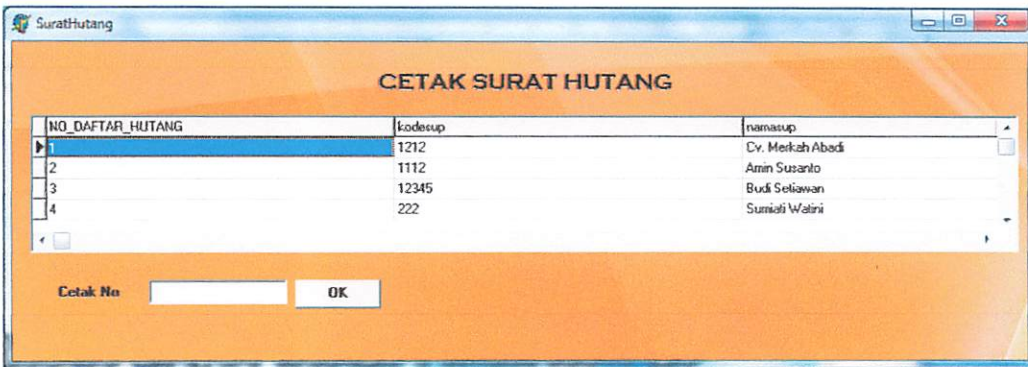 SuratHutang
CETAK SURAT HUTANG
NO_DAFTAR_HUTANG kodesup namasup
1 1212 Cv. Merkah Abadi
2 1112 Amin Susanto
3 12345 Budi Setiawan
4 222 Sumiati Watini
Cetak No OK